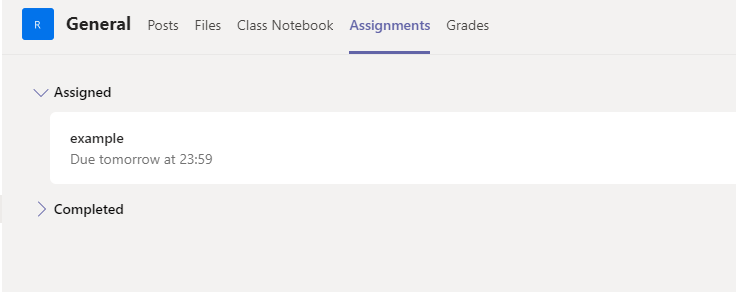 R General Posts Files Class Notebook Assignments Grades
Assigned
example
Due tomorrow at 23:59
Completed